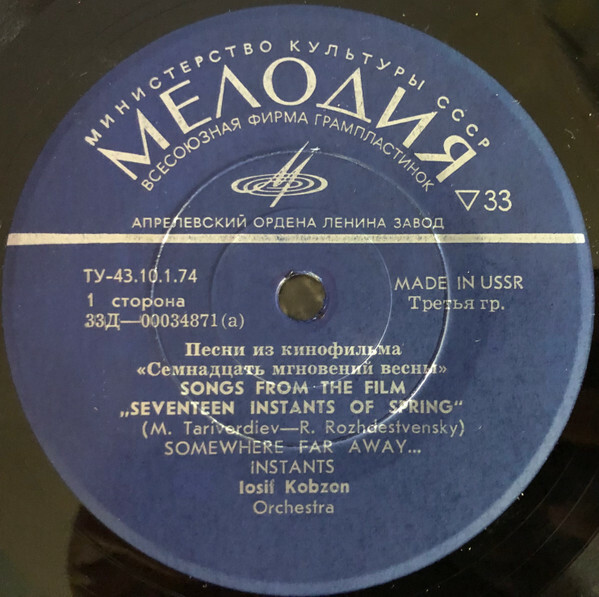 МИНИСТЕРСТВО КУЛЬТУРЫ СССР
МЕЛОДИЯ
ВСЕСОЮЗНАЯ ФИРМА ГРАМПЛАСТИНОК
▽33
АПРЕЛЕВСКИЙ ОРДЕНА ЛЕНИНА ЗАВОД
ТУ-43.10.1.74
MADE IN USSR
1 сторона
Третья гр.
33Д—00034871(а)
Песни из кинофильма
«Семнадцать мгновений весны»
SONGS FROM THE FILM
„SEVENTEEN INSTANTS OF SPRING“
(M. Tariverdiev—R. Rozhdestvensky)
SOMEWHERE FAR AWAY...
INSTANTS
Iosif Kobzon
Orchestra